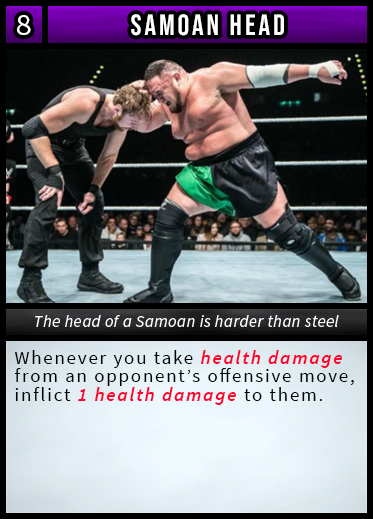 8
SAMOAN HEAD
The head of a Samoan is harder than steel
Whenever you take health damage
from an opponent’s offensive move,
inflict 1 health damage to them.